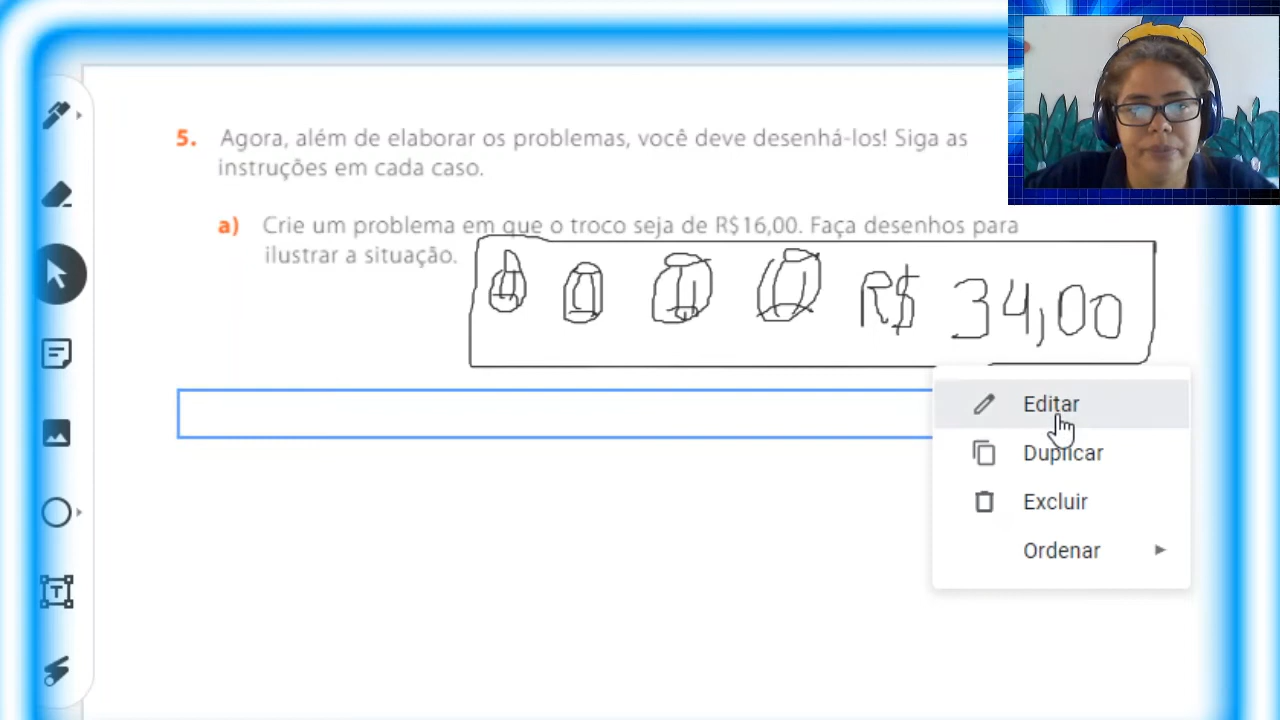 5. Agora, além de elaborar os problemas, você deve desenhá-los! Siga as
instruções em cada caso.
a) Crie um problema em que o troco seja de R$16,00. Faça desenhos para
ilustrar a situação.
R$ 34,00
Editar
Duplicar
Excluir
Ordenar
T